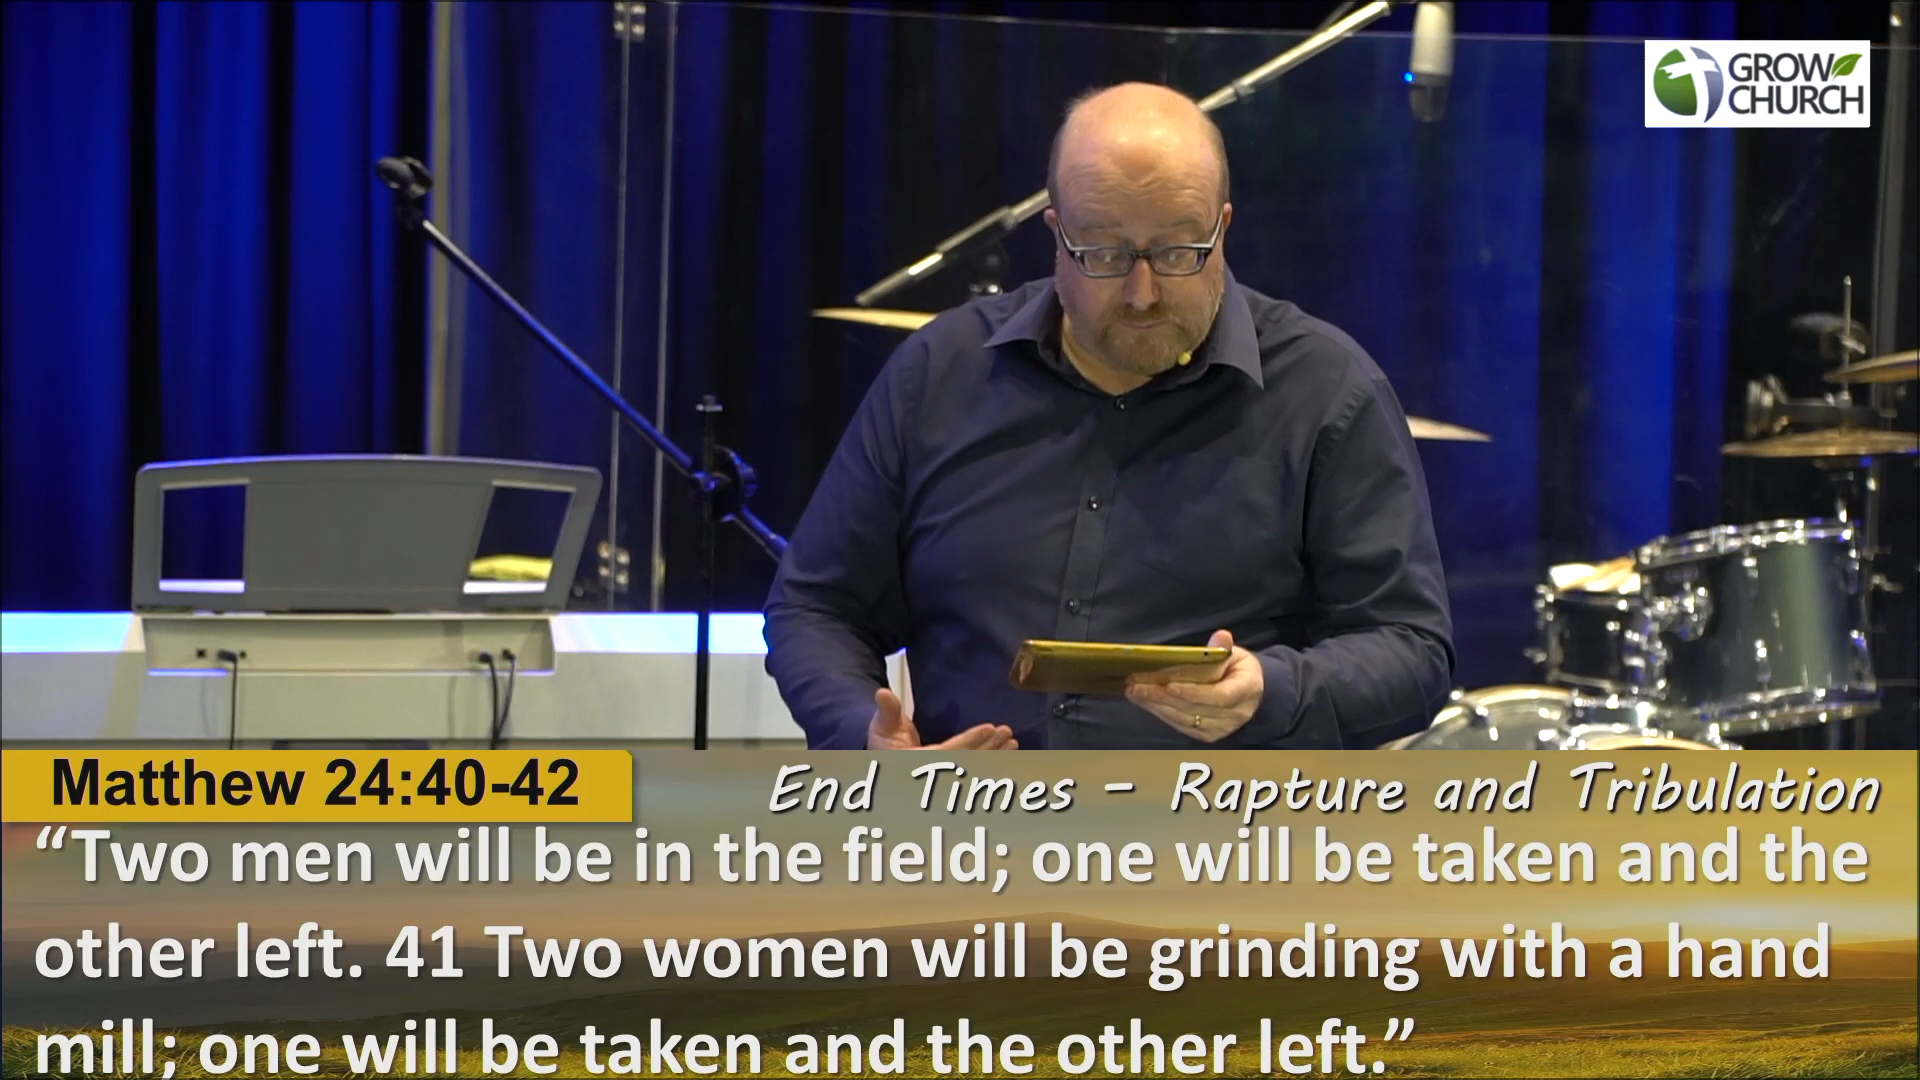 GROW
CHURCH
Matthew 24:40-42
End Times – Rapture and Tribulation
“Two men will be in the field; one will be taken and the
other left. 41 Two women will be grinding with a hand
mill; one will be taken and the other left.”